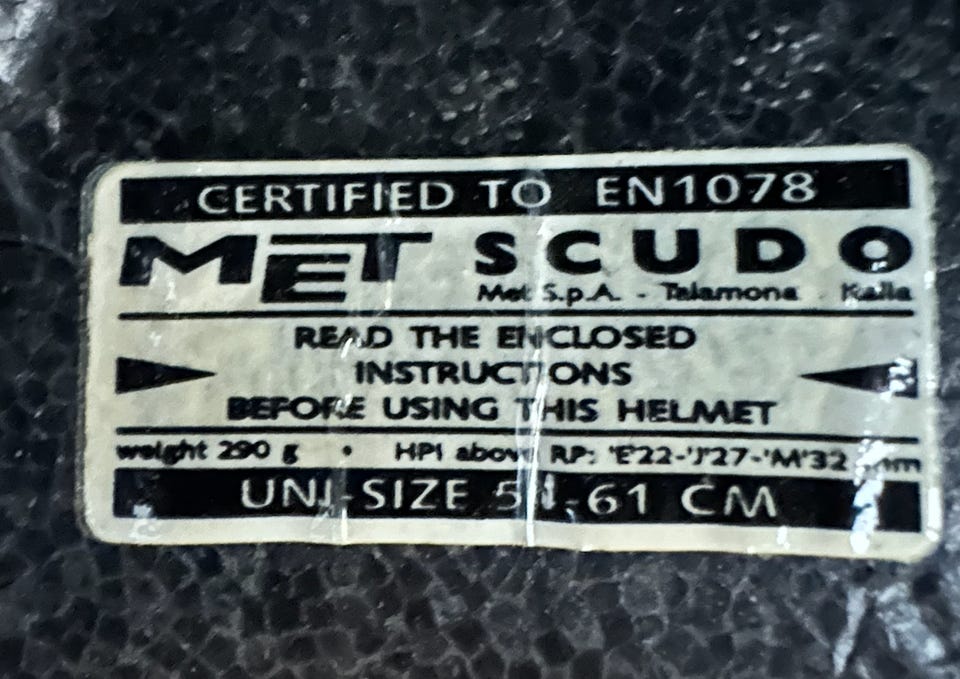 CERTIFIED TO EN1078
MET SCUDO
Met S.p.A. - Talamona Italia
READ THE ENCLOSED
INSTRUCTIONS
BEFORE USING THIS HELMET
weight 290 g • HPI above RP: 'E'22-'J'27-'M'32 mm
UNI-SIZE 61 CM